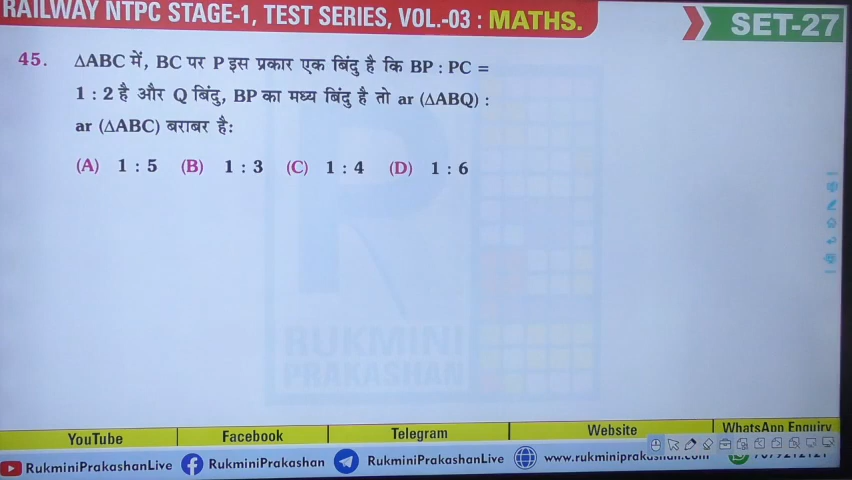 RAILWAY NTPC STAGE-1, TEST SERIES, VOL.-03 : MATHS.
SET-27
45. ΔABC में, BC पर P इस प्रकार एक बिंदु है कि BP : PC =
1 : 2 है और Q बिंदु, BP का मध्य बिंदु है तो ar (ΔABQ) :
ar (ΔABC) बराबर है:
(A) 1 : 5 (B) 1 : 3 (C) 1 : 4 (D) 1 : 6
RUKMINI
PRAKASHAN
YouTube Facebook Telegram Website WhatsApp Enquiry
RukminiPrakashanLive RukminiPrakashan RukminiPrakashanLive